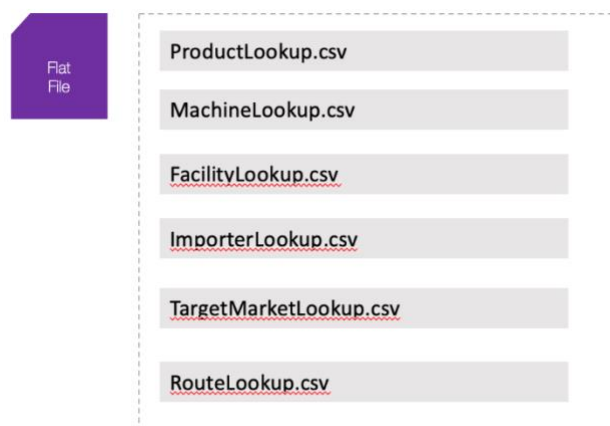 Flat
File
ProductLookup.csv
MachineLookup.csv
FacilityLookup.csv
ImporterLookup.csv
TargetMarketLookup.csv
RouteLookup.csv